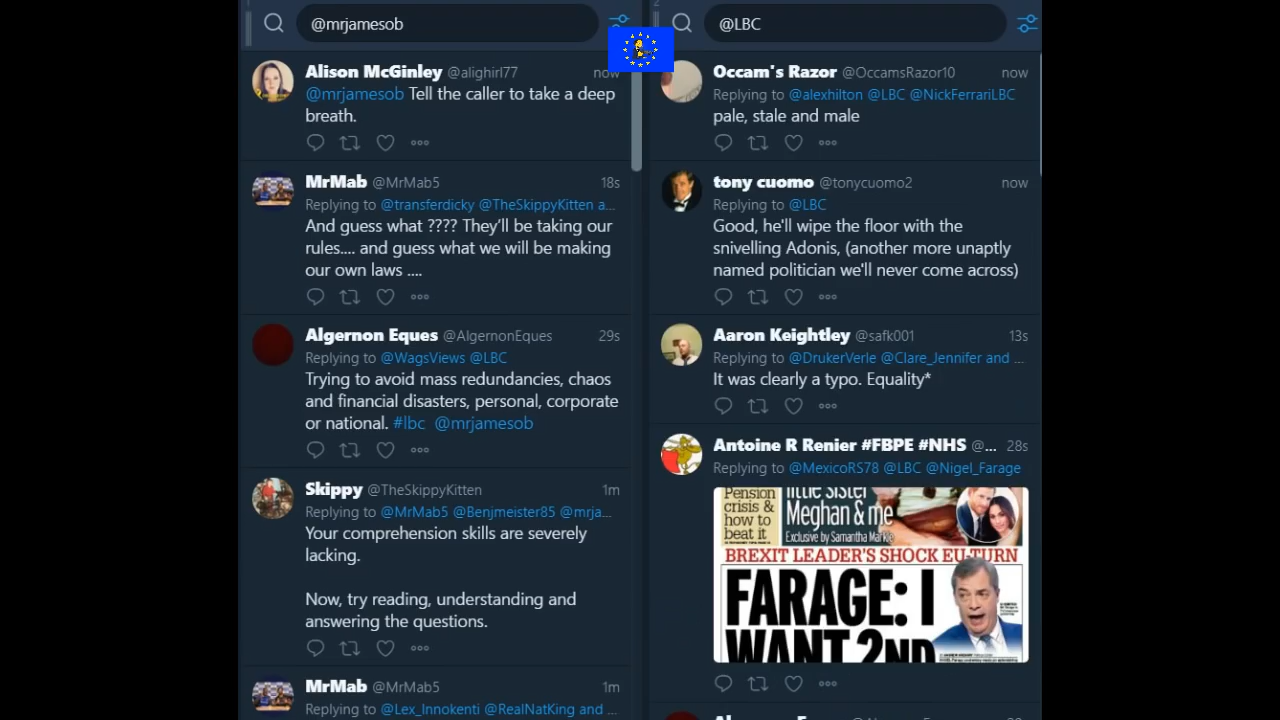 @mrjamesob
Alison McGinley @alighirl77 now
@mrjamesob Tell the caller to take a deep
breath.
MrMab @MrMab5 18s
Replying to @transferdicky @TheSkippyKitten a...
And guess what ???? They'll be taking our
rules.... and guess what we will be making
our own laws ....
Algernon Eques @AlgernonEques 29s
Replying to @WagsViews @LBC
Trying to avoid mass redundancies, chaos
and financial disasters, personal, corporate
or national. #lbc @mrjamesob
Skippy @TheSkippyKitten 1m
Replying to @MrMab5 @Benjmeister85 @mrja...
Your comprehension skills are severely
lacking.
Now, try reading, understanding and
answering the questions.
MrMab @MrMab5 1m
Replying to @Lex_Innokenti @RealNatKing and ...
2
@LBC
Occam's Razor @OccamsRazor10 now
Replying to @alexhilton @LBC @NickFerrariLBC
pale, stale and male
tony cuomo @tonycuomo2 now
Replying to @LBC
Good, he'll wipe the floor with the
snivelling Adonis, (another more unaptly
named politician we'll never come across)
Aaron Keightley @safk001 13s
Replying to @DrukerVerle @Clare_Jennifer and ...
It was clearly a typo. Equality*
Antoine R Renier #FBPE #NHS @... 28s
Replying to @MexicoRS78 @LBC @Nigel_Farage
Pension
crisis &
how to
beat it
little sister
Meghan & me
Exclusive by Samantha Markle
BREXIT LEADER'S SHOCK EU-TURN
FARAGE: I
WANT 2ND